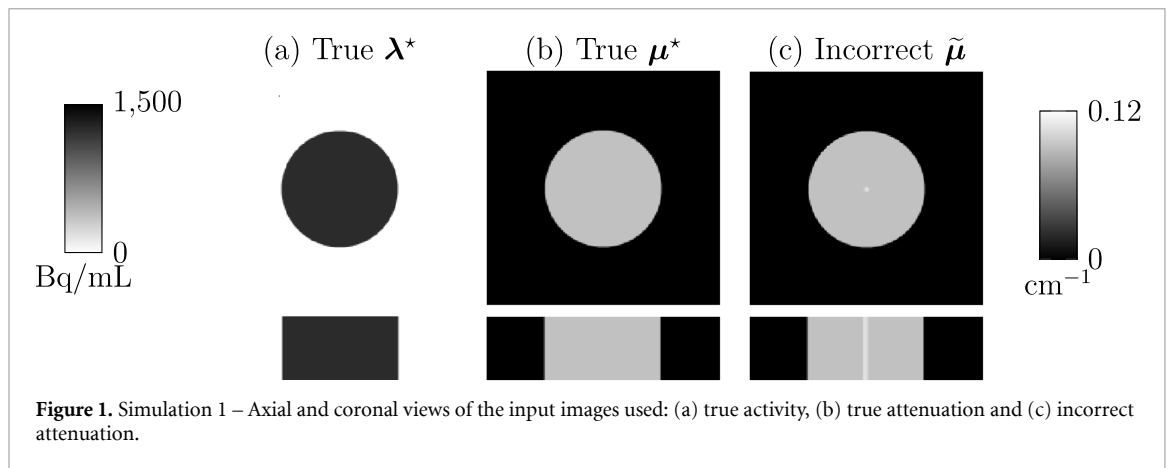 (a) True λ⋆
(b) True μ⋆
(c) Incorrect μ̃
1,500
0
Bq/mL
0.12
0
cm⁻¹
Figure 1. Simulation 1 – Axial and coronal views of the input images used: (a) true activity, (b) true attenuation and (c) incorrect
attenuation.